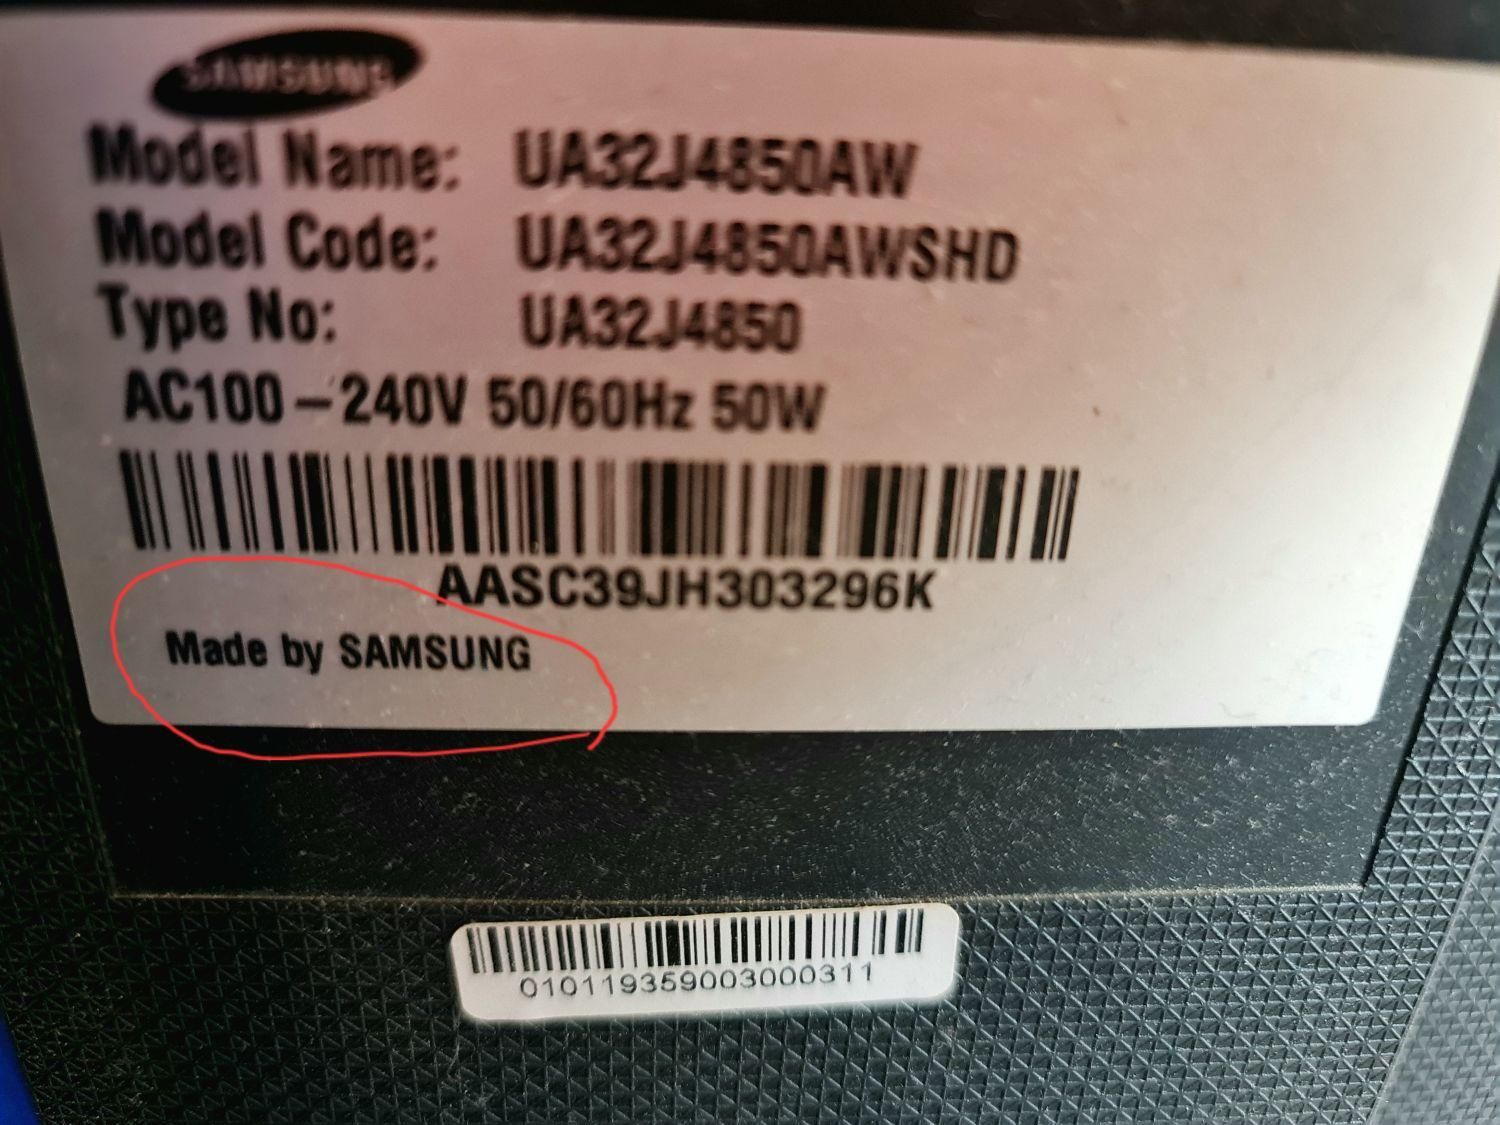 SAMSUNG
Model Name: UA32J4850AW
Model Code: UA32J4850AWSHD
Type No: UA32J4850
AC100-240V 50/60Hz 50W
AASC39JH303296K
Made by SAMSUNG
010119359003000311